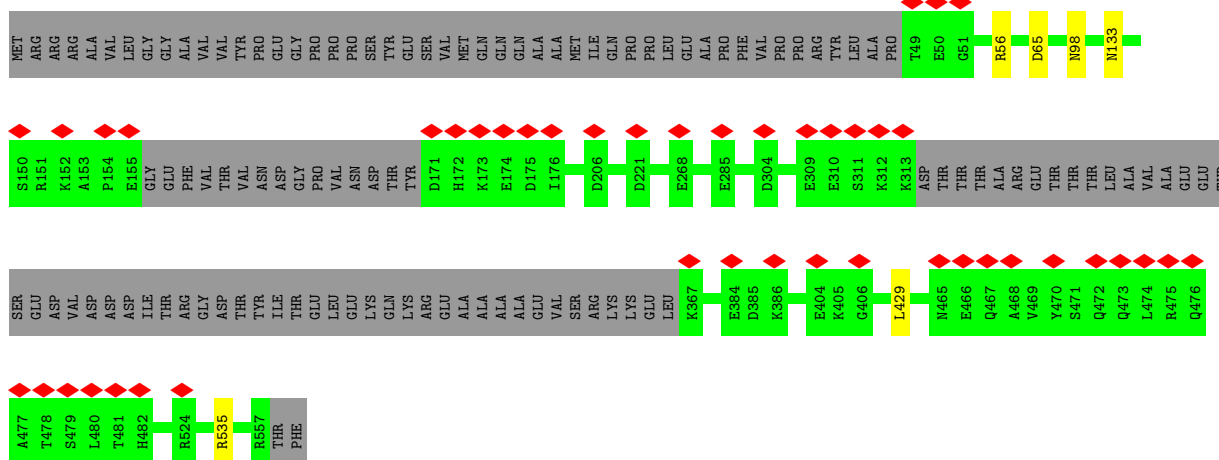 MET ARG ARG ARG ALA VAL LEU GLY GLY ALA VAL VAL TYR PRO GLU GLY PRO PRO PRO SER TYR GLU SER VAL MET GLN GLN GLN ALA ALA MET ILE GLN PRO PRO LEU GLU ALA PRO PHE VAL PRO PRO ARG TYR LEU ALA PRO T49 E50 G51 R56 D65 N98 N133
S150 R151 K152 A153 P154 E155 GLY GLU PHE VAL THR VAL ASN ASP GLY PRO VAL ASN ASP THR TYR D171 H172 K173 E174 D175 I176 D206 D221 E268 E285 D304 E309 E310 S311 K312 K313 ASP THR THR THR ALA ARG GLU THR THR THR LEU ALA VAL ALA GLU GLU
SER GLU ASP VAL ASP ASP ASP ILE THR ARG GLY ASP THR TYR ILE THR GLU LEU GLU LYS GLN LYS ARG GLU ALA ALA ALA ALA GLU VAL SER ARG LYS LYS GLU LEU K367 E384 D385 K386 E404 K405 G406 L429 N465 E466 Q467 A468 V469 Y470 S471 Q472 Q473 L474 R475 Q476
A477 T478 S479 L480 T481 H482 R524 R535 R557 THR PHE